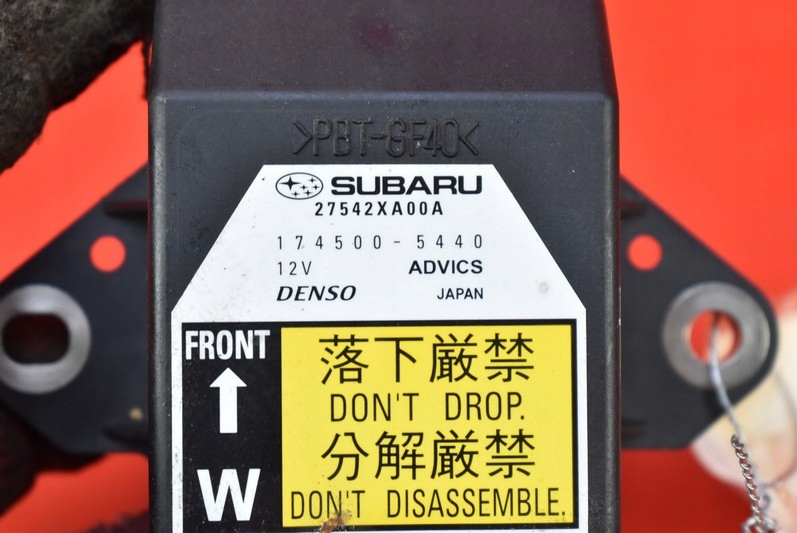 >PBT-GF40<
SUBARU
27542XA00A
174500-5440
12V ADVICS
DENSO JAPAN
FRONT
落下厳禁
DON'T DROP.
分解厳禁
DON'T DISASSEMBLE.
W